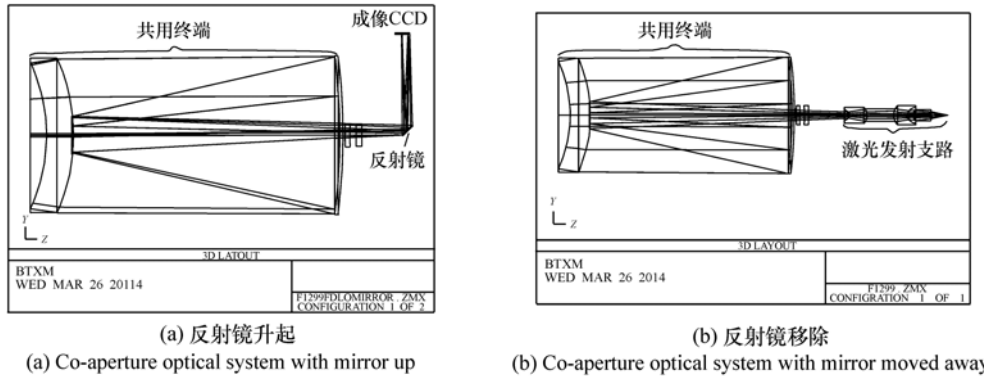 共用终端
成像CCD
反射镜
Y
Z
3D LATOUT
BTXM
WED MAR 26 20114
F1299FDLOMIRROR . ZMX
CONFIGURATION 1 OF 2
(a) 反射镜升起
(a) Co-aperture optical system with mirror up
共用终端
激光发射支路
Y
Z
3D LAYOUT
BTXM
WED MAR 26 2014
F1299 . ZMX
CONFIGRATION 1 OF 1
(b) 反射镜移除
(b) Co-aperture optical system with mirror moved away